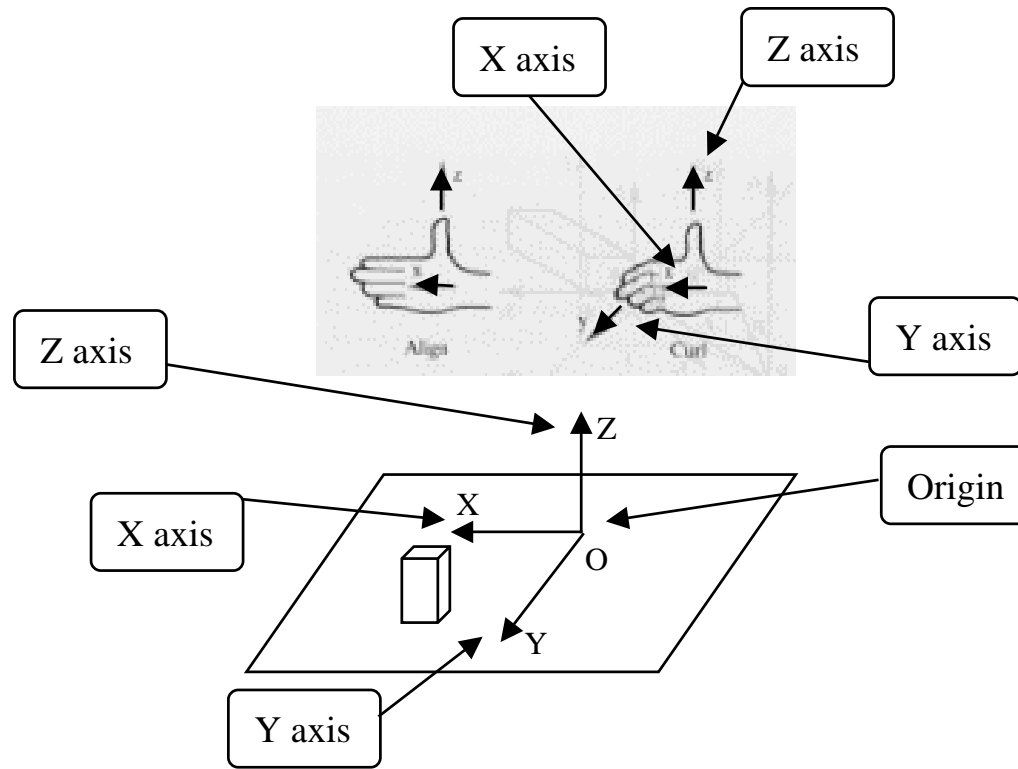 X axis
Z axis
z
z
x
x
y
Align
Curl
Z axis
Y axis
Z
X axis
X
Origin
O
Y
Y axis